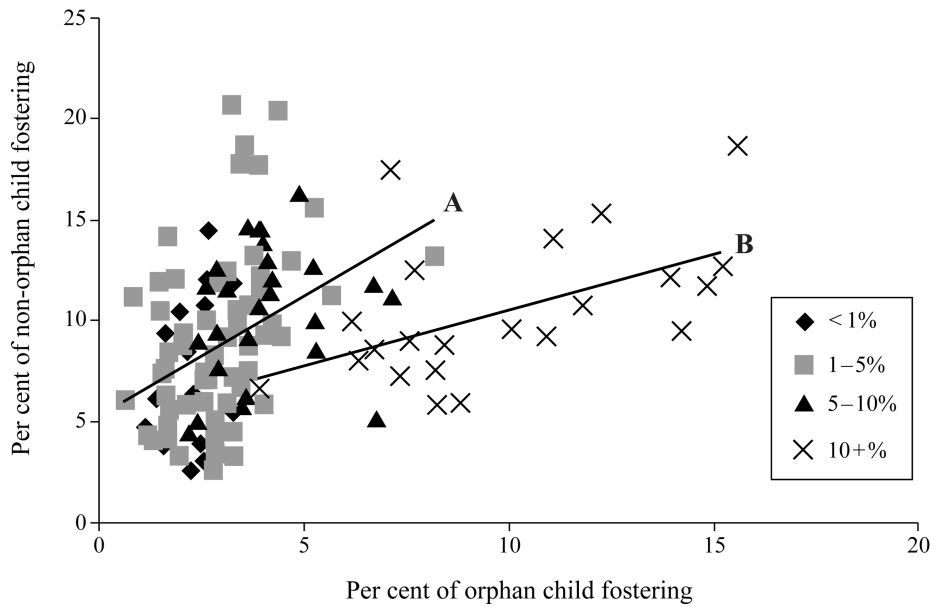 25
20
15
10
5
0
Per cent of non-orphan child fostering
A
B
<1%
1–5%
5–10%
10+%
0 5 10 15 20
Per cent of orphan child fostering